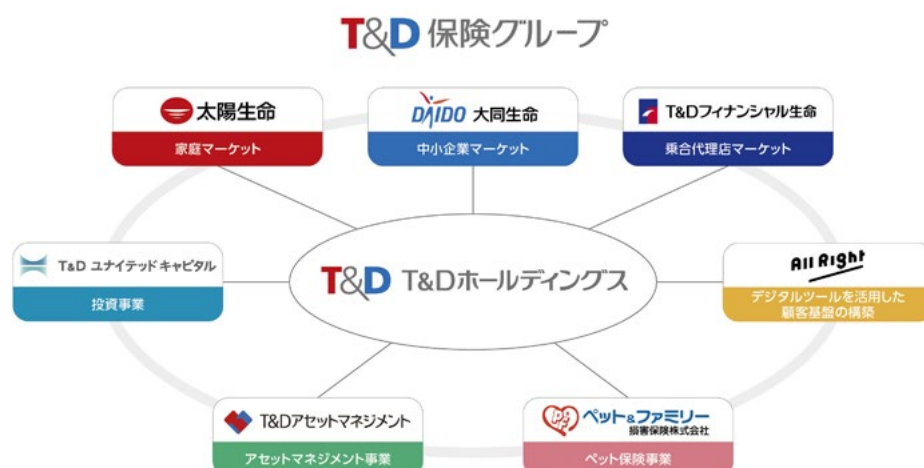 T&D 保険グループ
太陽生命
家庭マーケット
DAIDO 大同生命
中小企業マーケット
T&Dフィナンシャル生命
乗合代理店マーケット
T&D ユナイテッドキャピタル
投資事業
T&D T&Dホールディングス
All Right
デジタルツールを活用した
顧客基盤の構築
T&Dアセットマネジメント
アセットマネジメント事業
P&F ペット&ファミリー
損害保険株式会社
ペット保険事業